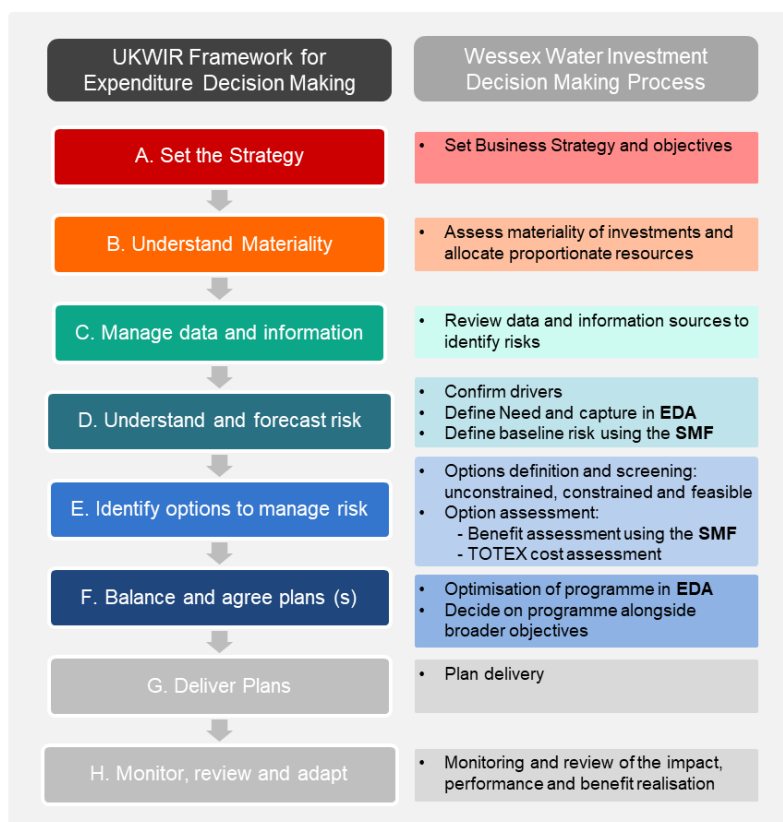 UKWIR Framework for
Expenditure Decision Making
Wessex Water Investment
Decision Making Process
A. Set the Strategy
• Set Business Strategy and objectives
B. Understand Materiality
• Assess materiality of investments and
allocate proportionate resources
C. Manage data and information
• Review data and information sources to
identify risks
D. Understand and forecast risk
• Confirm drivers
• Define Need and capture in EDA
• Define baseline risk using the SMF
E. Identify options to manage risk
• Options definition and screening:
unconstrained, constrained and feasible
• Option assessment:
- Benefit assessment using the SMF
- TOTEX cost assessment
F. Balance and agree plans (s)
• Optimisation of programme in EDA
• Decide on programme alongside
broader objectives
G. Deliver Plans
• Plan delivery
H. Monitor, review and adapt
• Monitoring and review of the impact,
performance and benefit realisation